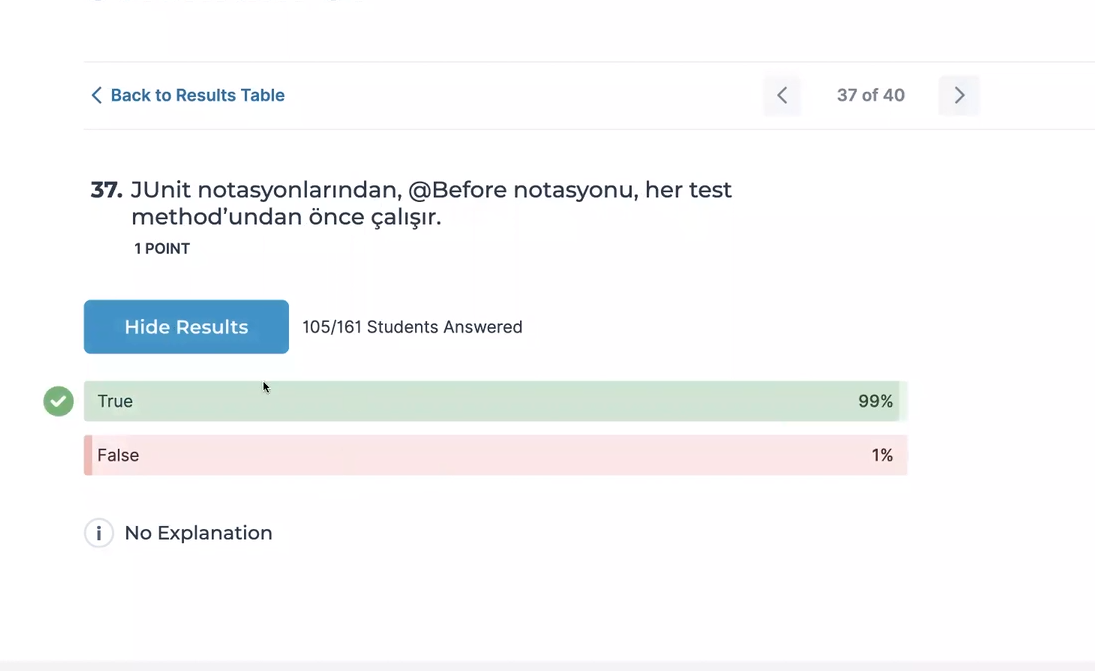 Back to Results Table
37 of 40
37. JUnit notasyonlarından, @Before notasyonu, her test
method’undan önce çalışır.
1 POINT
Hide Results
105/161 Students Answered
True 99%
False 1%
i No Explanation